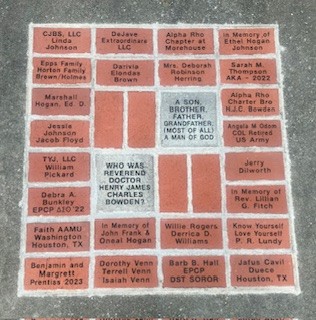 CJBS, LLC
Linda
Johnson
DeJave
Extraordinaire
LLC
Alpha Rho
Chapter at
Morehouse
In Memory of
Ethel Hogan
Johnson
Epps Family
Horton Family
Brown/Holmes
Darivia
Elondas
Brown
Mrs. Deborah
Robinson
Herring
Sarah M.
Thompson
AKA - 2022
Marshall
Hogan, Ed. D.
A SON,
BROTHER,
FATHER,
GRANDFATHER,
(MOST OF ALL)
A MAN OF GOD
Alpha Rho
Charter Bro
H.J.C. Bowden
Jessie
Johnson
Jacob Floyd
Angela M Odom
COL Retired
US Army
TYJ, LLC
William
Pickard
WHO WAS
REVEREND
DOCTOR
HENRY JAMES
CHARLES
BOWDEN?
Jerry
Dilworth
Debra A.
Bunkley
EPCP ΔΙΟ '22
In Memory of
Rev. Lillian
G. Fitch
Faith AAMU
Washington
Houston, TX
In Memory of
John Frank &
Oneal Hogan
Willie Rogers
Derrica D.
Williams
Know Yourself
Love Yourself
P. R. Lundy
Benjamin and
Margrett
Prentiss 2023
Dorothy Venn
Terrell Venn
Isaiah Venn
Barb B. Hall
EPCP
DST SOROR
Jafus Cavil
Duece
Houston, TX